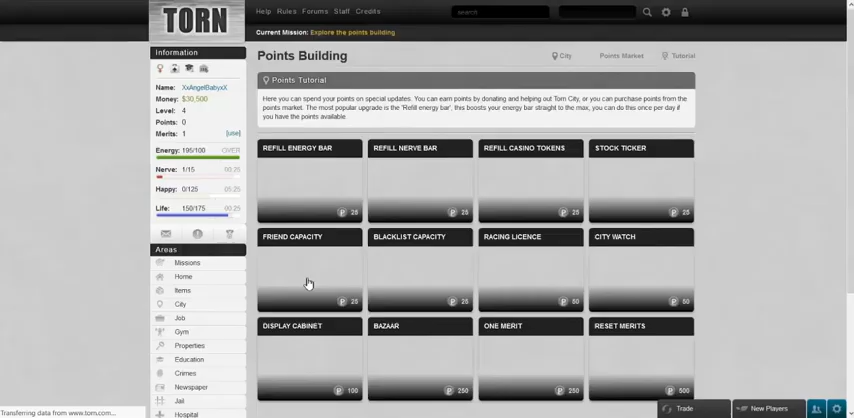 TORN
Help Rules Forums Staff Credits
search
Current Mission: Explore the points building
Information
Name: XxAngelBabyxX
Money: $30,500
Level: 4
Points: 0
Merits: 1 [use]
Energy: 195/100 OVER
Nerve: 1/15 00:25
Happy: 0/125 05:25
Life: 150/175 00:25
Areas
Missions
Home
Items
City
Job
Gym
Properties
Education
Crimes
Newspaper
Jail
Hospital
Points Building
City Points Market Tutorial
Points Tutorial
Here you can spend your points on special updates. You can earn points by donating and helping out Torn City, or you can purchase points from the
points market. The most popular upgrade is the 'Refill energy bar', this boosts your energy bar straight to the max, you can do this once per day if
you have the points available
REFILL ENERGY BAR REFILL NERVE BAR REFILL CASINO TOKENS STOCK TICKER
P 25 P 25 P 25 P 25
FRIEND CAPACITY BLACKLIST CAPACITY RACING LICENCE CITY WATCH
P 25 P 25 P 50 P 50
DISPLAY CABINET BAZAAR ONE MERIT RESET MERITS
P 100 P 250 P 250 P 500
Transferring data from www.torn.com...
Trade New Players